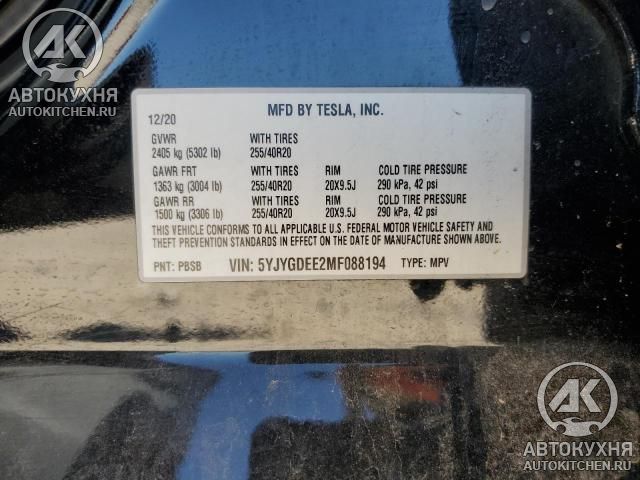 АК
АВТОКУХНЯ
AUTOKITCHEN.RU
12/20 MFD BY TESLA, INC.
GVWR WITH TIRES
2405 kg (5302 lb) 255/40R20
GAWR FRT WITH TIRES RIM COLD TIRE PRESSURE
1363 kg (3004 lb) 255/40R20 20X9.5J 290 kPa, 42 psi
GAWR RR WITH TIRES RIM COLD TIRE PRESSURE
1500 kg (3306 lb) 255/40R20 20X9.5J 290 kPa, 42 psi
THIS VEHICLE CONFORMS TO ALL APPLICABLE U.S. FEDERAL MOTOR VEHICLE SAFETY AND
THEFT PREVENTION STANDARDS IN EFFECT ON THE DATE OF MANUFACTURE SHOWN ABOVE.
PNT: PBSB VIN: 5YJYGDEE2MF088194 TYPE: MPV
АК
АВТОКУХНЯ
AUTOKITCHEN.RU